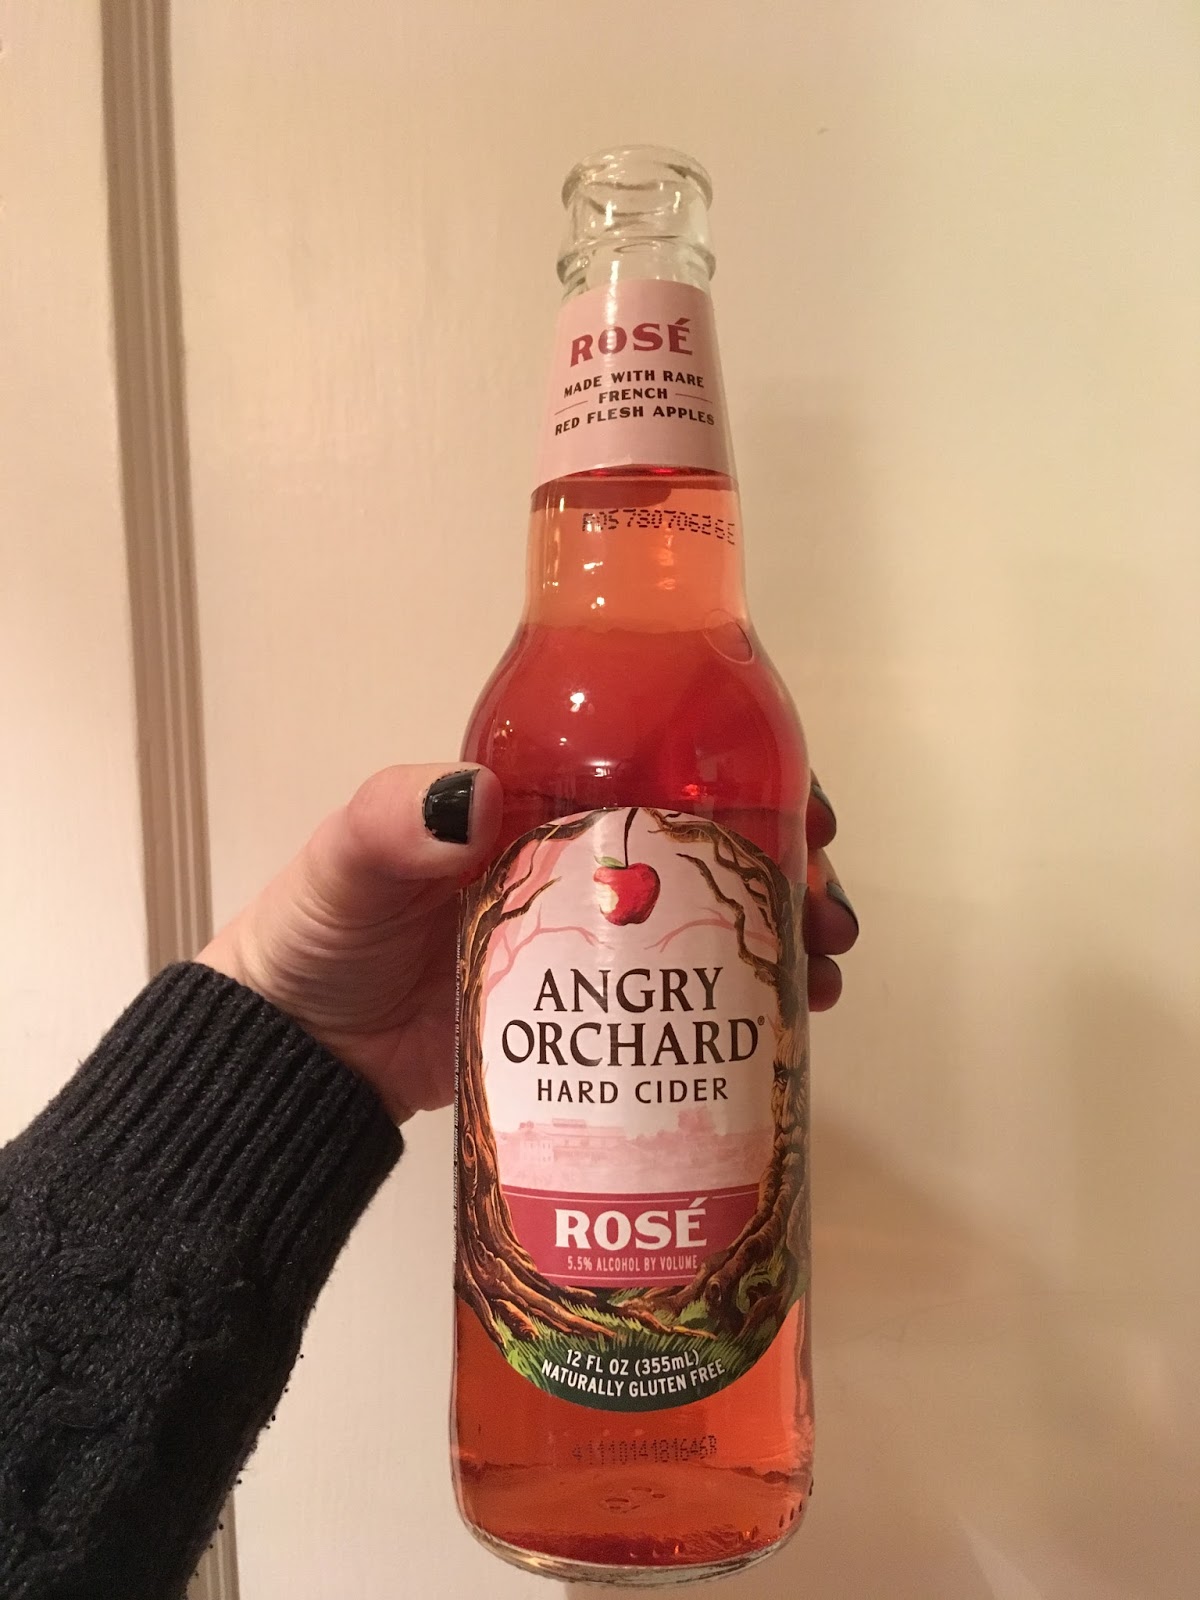 ROSÉ
MADE WITH RARE
FRENCH
RED FLESH APPLES
ANGRY
ORCHARD®
HARD CIDER
ROSÉ
5.5% ALCOHOL BY VOLUME
12 FL OZ (355mL)
NATURALLY GLUTEN FREE